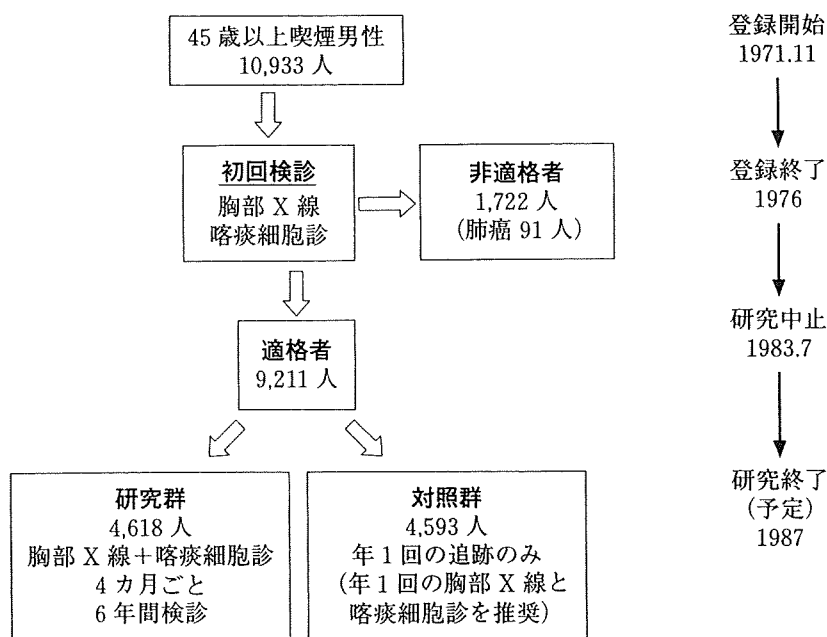 45 歳以上喫煙男性
10,933 人
初回検診
胸部 X 線
喀痰細胞診
非適格者
1,722 人
(肺癌 91 人)
適格者
9,211 人
研究群
4,618 人
胸部 X 線＋喀痰細胞診
4 カ月ごと
6 年間検診
対照群
4,593 人
年 1 回の追跡のみ
(年 1 回の胸部 X 線と
喀痰細胞診を推奨)
登録開始
1971.11
登録終了
1976
研究中止
1983.7
研究終了
(予定)
1987